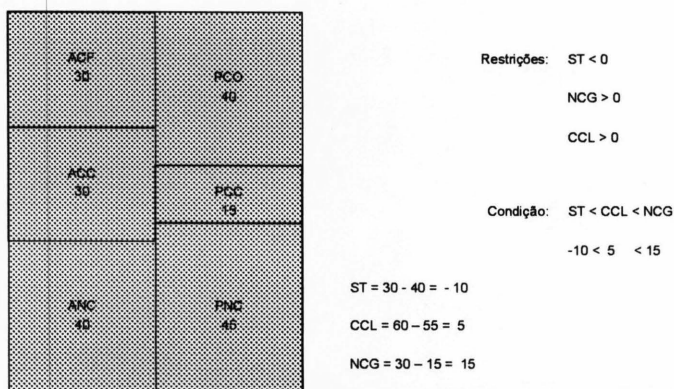 ACF
30
PCO
40
ACC
30
PCC
15
ANC
40
PNC
45
Restrições: ST < 0
NCG > 0
CCL > 0
Condição: ST < CCL < NCG
-10 < 5 < 15
ST = 30 - 40 = - 10
CCL = 60 – 55 = 5
NCG = 30 – 15 = 15